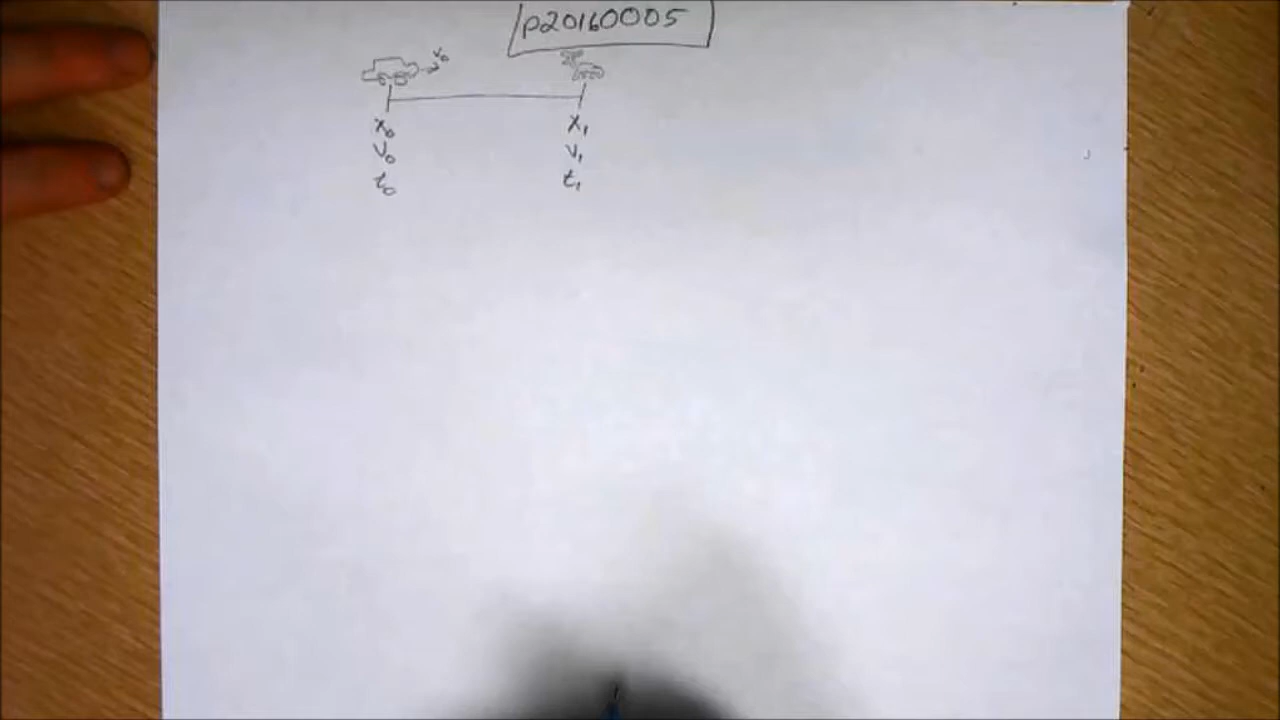 p20160005
v₀
x₀ x₁
v₀ v₁
t₀ t₁